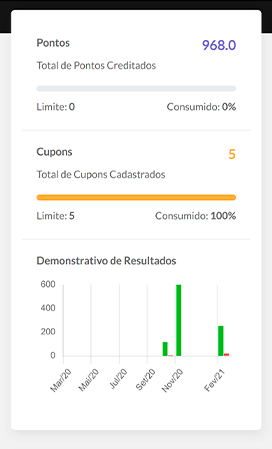 Pontos 968.0
Total de Pontos Creditados
Limite: 0 Consumido: 0%
Cupons 5
Total de Cupons Cadastrados
Limite: 5 Consumido: 100%
Demonstrativo de Resultados
600
400
200
0
Mar/20 Mai/20 Jul/20 Set/20 Nov/20 Fev/21